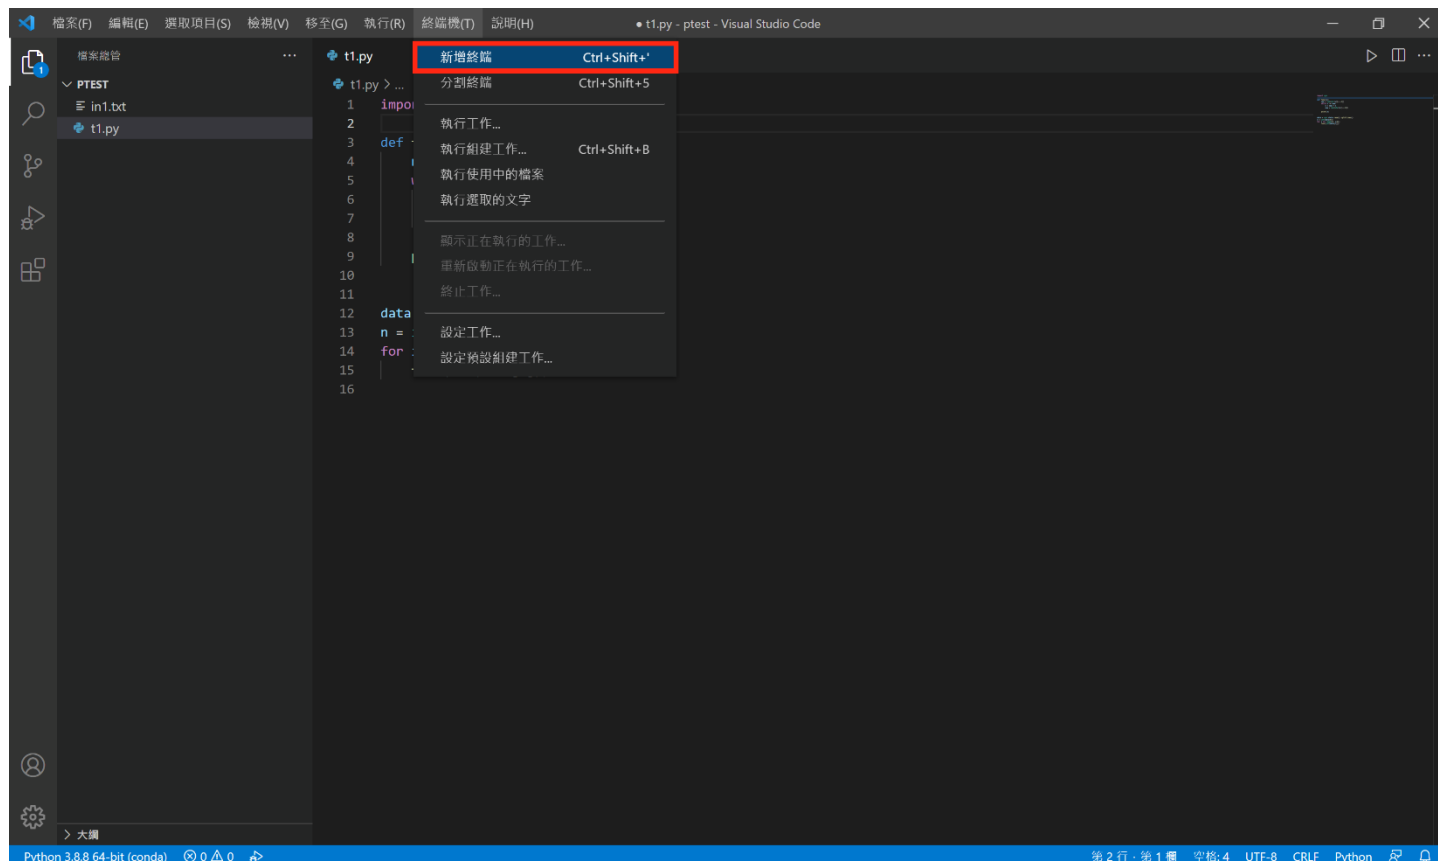 檔案(F) 編輯(E) 選取項目(S) 檢視(V) 移至(G) 執行(R) 終端機(T) 說明(H) ● t1.py - ptest - Visual Studio Code
檔案總管 ...
PTEST
in1.txt
t1.py
1
t1.py
t1.py > ...
1 impo
2
3 def
4
5
6
7
8
9
10
11
12 data
13 n =
14 for
15
16
新增終端 Ctrl+Shift+'
分割終端 Ctrl+Shift+5
執行工作...
執行組建工作... Ctrl+Shift+B
執行使用中的檔案
執行選取的文字
顯示正在執行的工作...
重新啟動正在執行的工作...
終止工作...
設定工作...
設定預設組建工作...
> 大綱
Python 3.8.8 64-bit (conda) 0 0 第 2 行，第 1 欄 空格: 4 UTF-8 CRLF Python